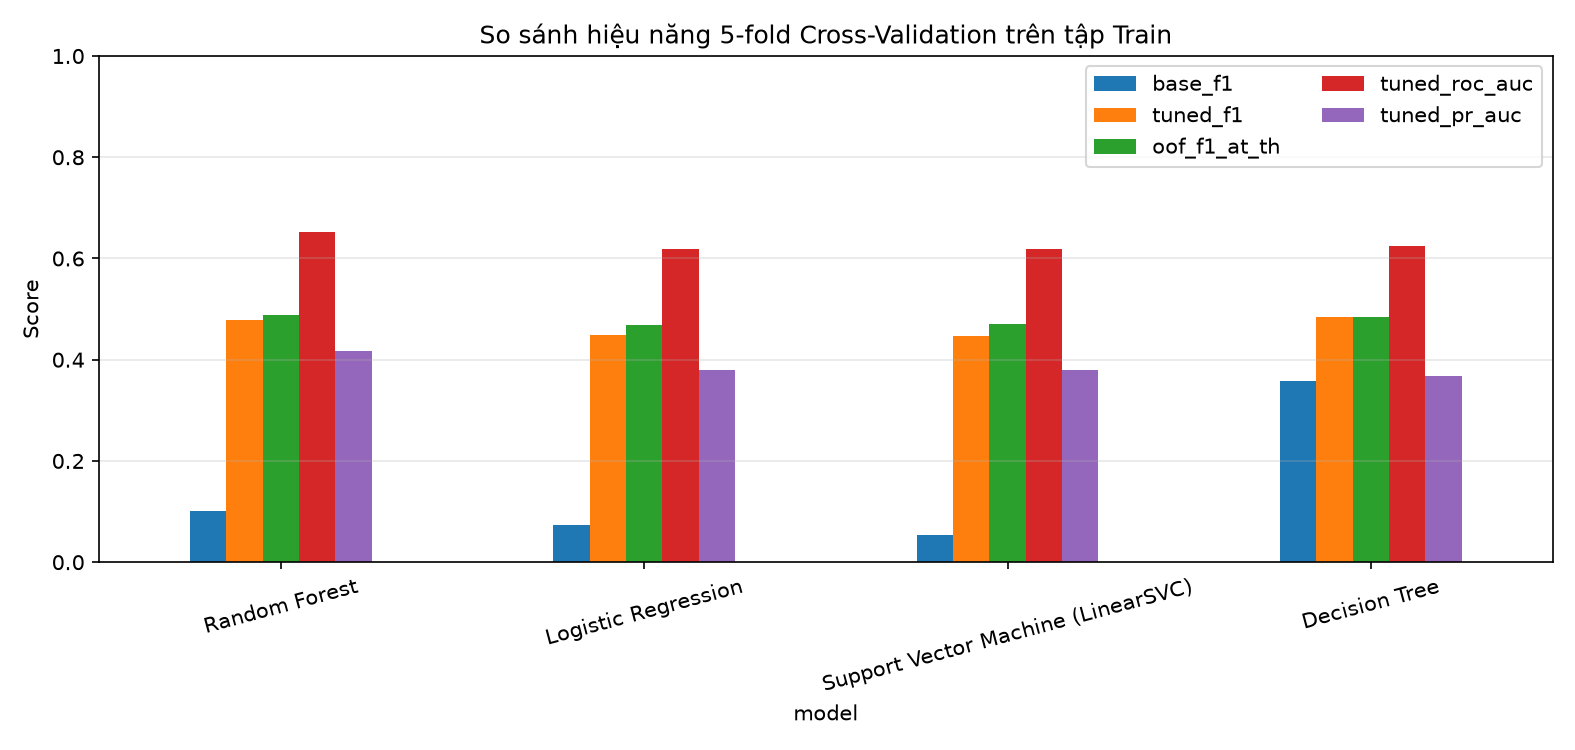 So sánh hiệu năng 5-fold Cross-Validation trên tập Train
base_f1
tuned_f1
oof_f1_at_th
tuned_roc_auc
tuned_pr_auc
Score
1.0
0.8
0.6
0.4
0.2
0.0
Random Forest
Logistic Regression
Support Vector Machine (LinearSVC)
Decision Tree
model